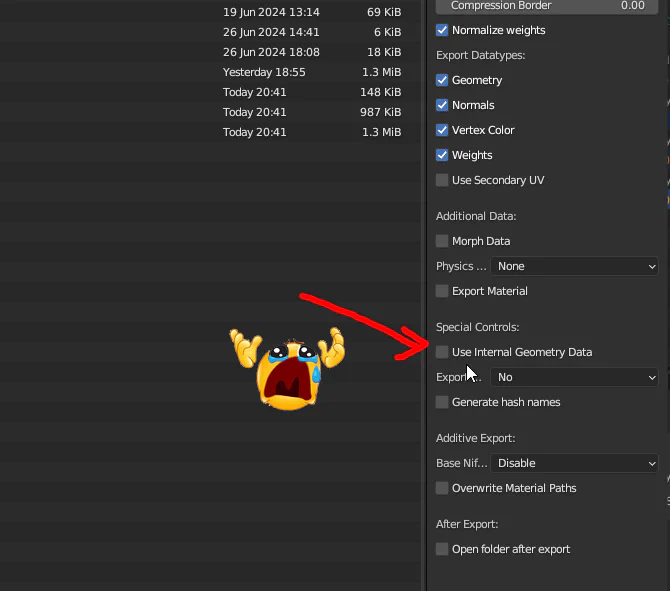 19 Jun 2024 13:14 69 KiB
26 Jun 2024 14:41 6 KiB
26 Jun 2024 18:08 18 KiB
Yesterday 18:55 1.3 MiB
Today 20:41 148 KiB
Today 20:41 987 KiB
Today 20:41 1.3 MiB
Compression Border 0.00
Normalize weights
Export Datatypes:
Geometry
Normals
Vertex Color
Weights
Use Secondary UV
Additional Data:
Morph Data
Physics ... None
Export Material
Special Controls:
Use Internal Geometry Data
Expor... No
Generate hash names
Additive Export:
Base Nif... Disable
Overwrite Material Paths
After Export:
Open folder after export